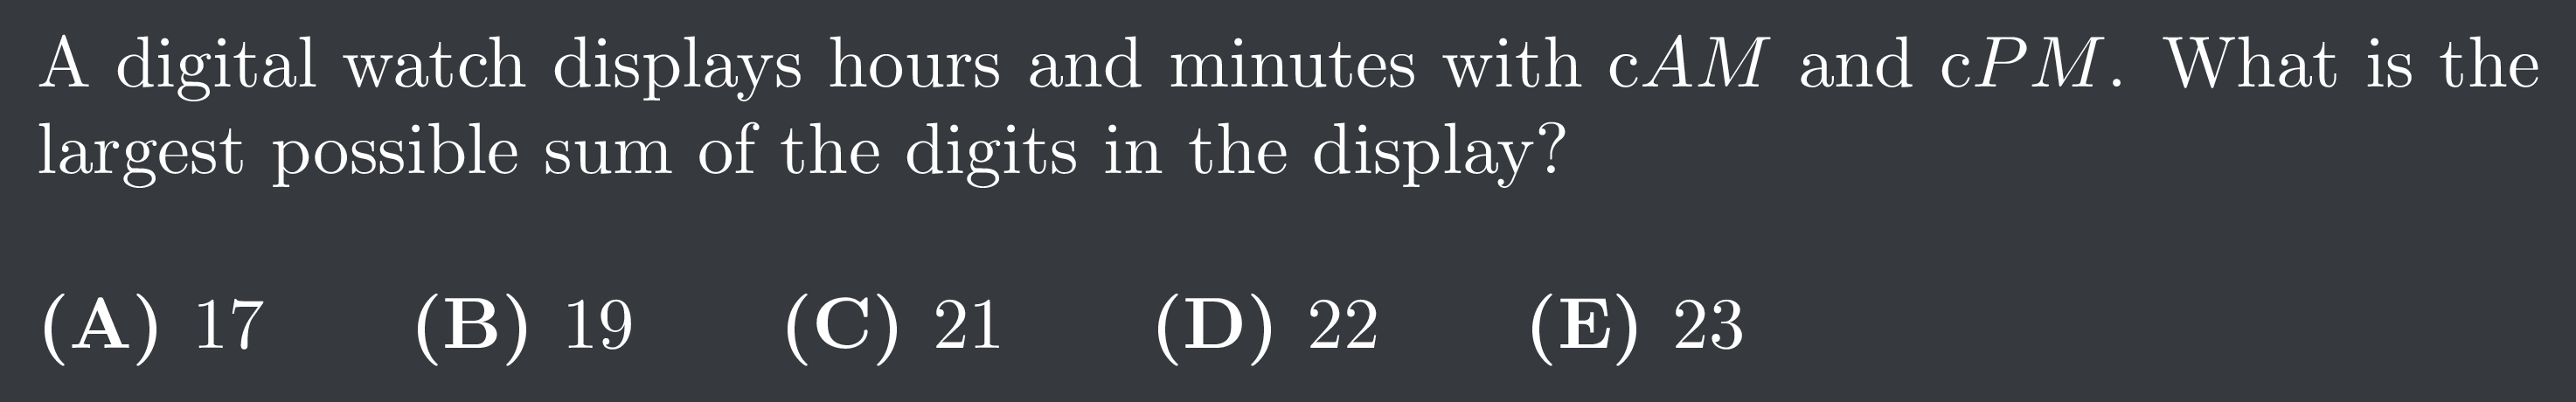 A digital watch displays hours and minutes with cAM and cPM. What is the
largest possible sum of the digits in the display?
(A) 17 (B) 19 (C) 21 (D) 22 (E) 23